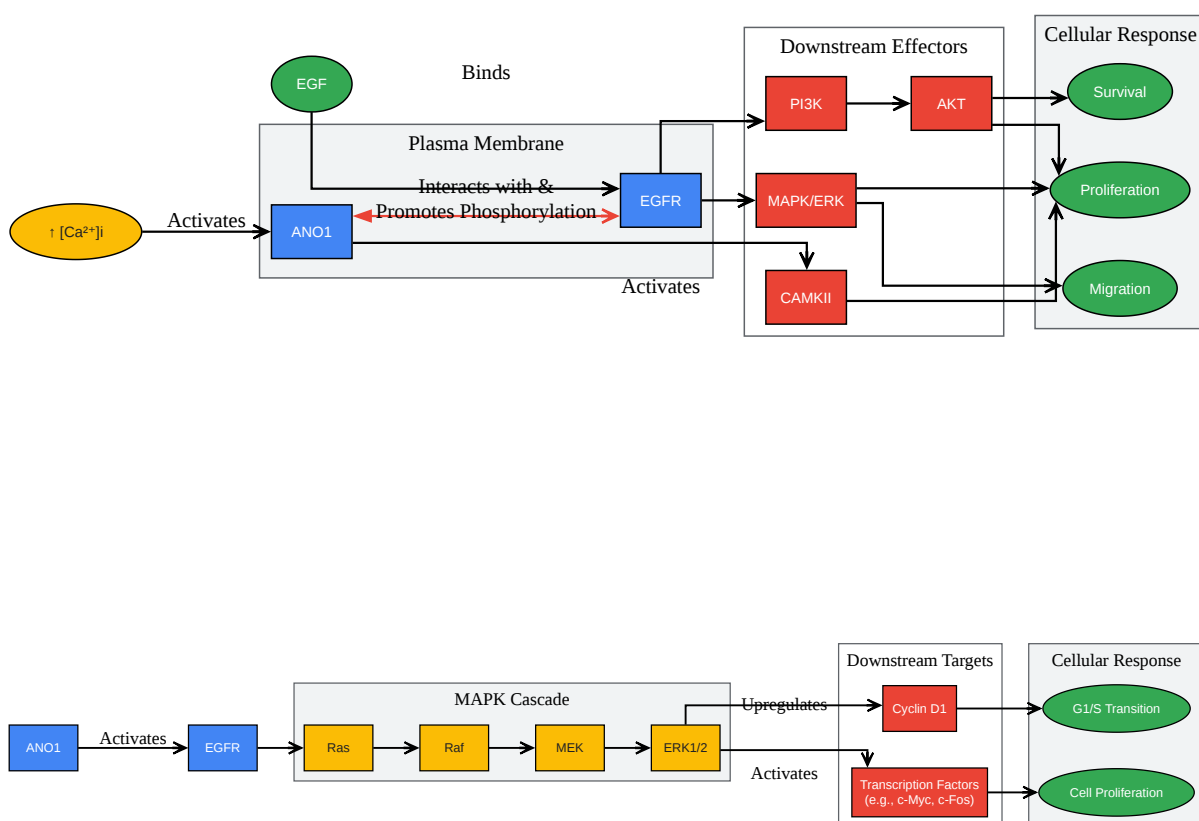 Cellular Response
Downstream Effectors
Binds
EGF
PI3K
AKT
Survival
Plasma Membrane
Interacts with &
Promotes Phosphorylation
EGFR
MAPK/ERK
Proliferation
Activates
↑ [Ca²⁺]i
ANO1
Activates
CAMKII
Migration
Downstream Targets
Cellular Response
MAPK Cascade
Upregulates
Cyclin D1
G1/S Transition
ANO1
Activates
EGFR
Ras
Raf
MEK
ERK1/2
Activates
Transcription Factors
(e.g., c-Myc, c-Fos)
Cell Proliferation